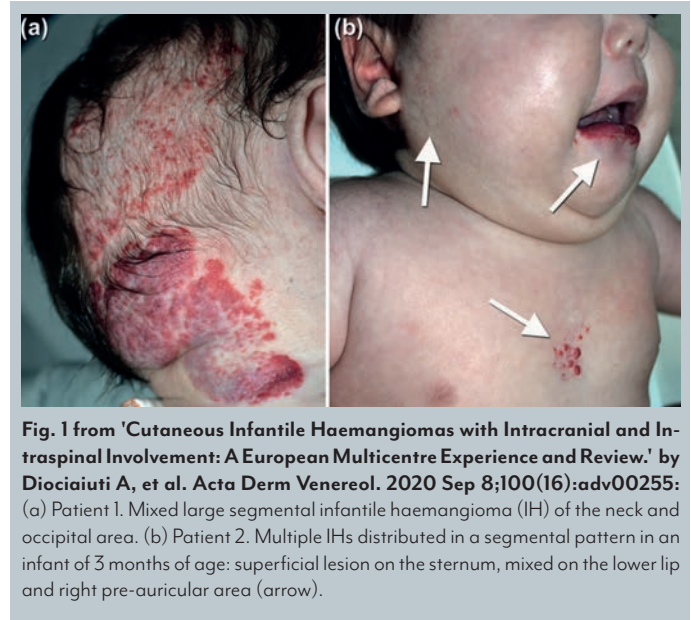 (a)
(b)
Fig. 1 from 'Cutaneous Infantile Haemangiomas with Intracranial and In-
traspinal Involvement: A European Multicentre Experience and Review.' by
Diociaiuti A, et al. Acta Derm Venereol. 2020 Sep 8;100(16):adv00255:
(a) Patient 1. Mixed large segmental infantile haemangioma (IH) of the neck and
occipital area. (b) Patient 2. Multiple IHs distributed in a segmental pattern in an
infant of 3 months of age: superficial lesion on the sternum, mixed on the lower lip
and right pre-auricular area (arrow).